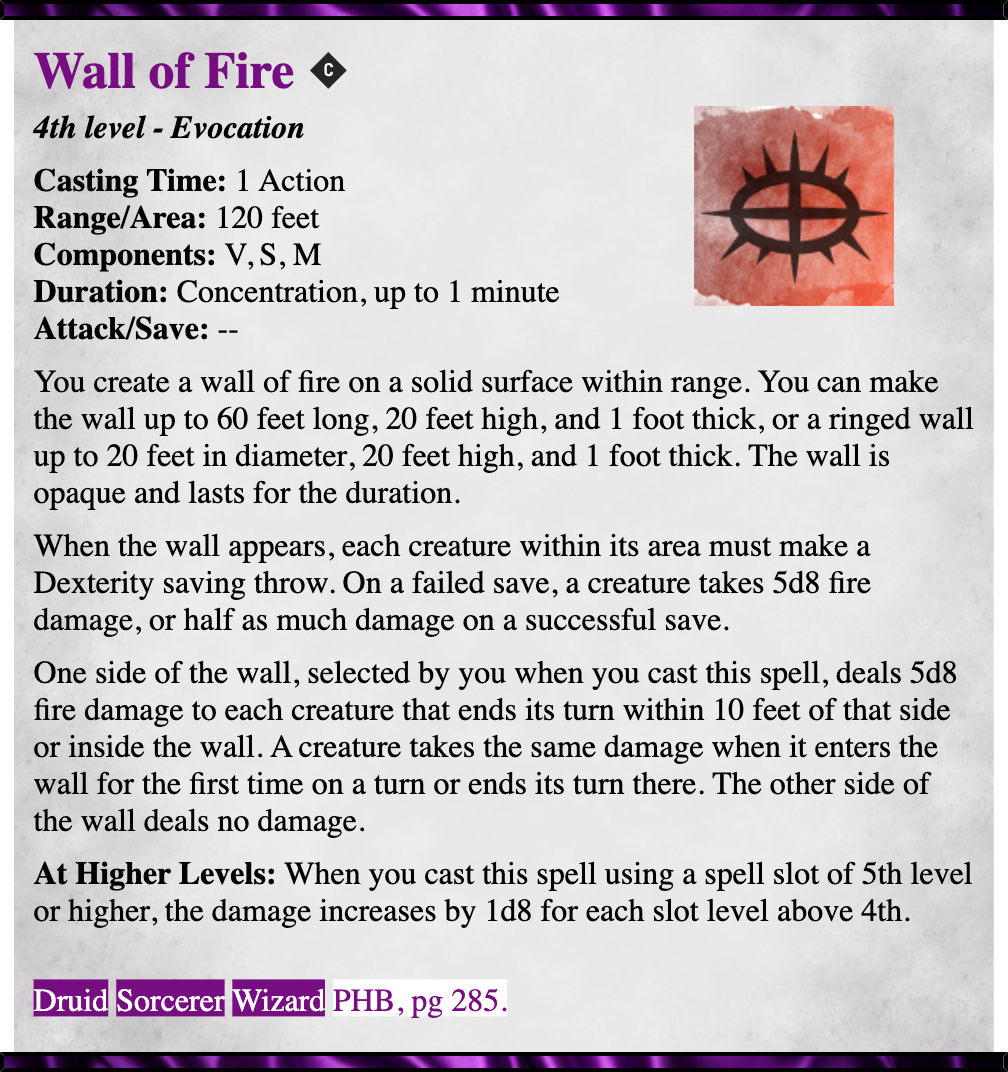 Wall of Fire C
4th level - Evocation
Casting Time: 1 Action
Range/Area: 120 feet
Components: V, S, M
Duration: Concentration, up to 1 minute
Attack/Save: --
You create a wall of fire on a solid surface within range. You can make
the wall up to 60 feet long, 20 feet high, and 1 foot thick, or a ringed wall
up to 20 feet in diameter, 20 feet high, and 1 foot thick. The wall is
opaque and lasts for the duration.
When the wall appears, each creature within its area must make a
Dexterity saving throw. On a failed save, a creature takes 5d8 fire
damage, or half as much damage on a successful save.
One side of the wall, selected by you when you cast this spell, deals 5d8
fire damage to each creature that ends its turn within 10 feet of that side
or inside the wall. A creature takes the same damage when it enters the
wall for the first time on a turn or ends its turn there. The other side of
the wall deals no damage.
At Higher Levels: When you cast this spell using a spell slot of 5th level
or higher, the damage increases by 1d8 for each slot level above 4th.
Druid Sorcerer Wizard PHB, pg 285.